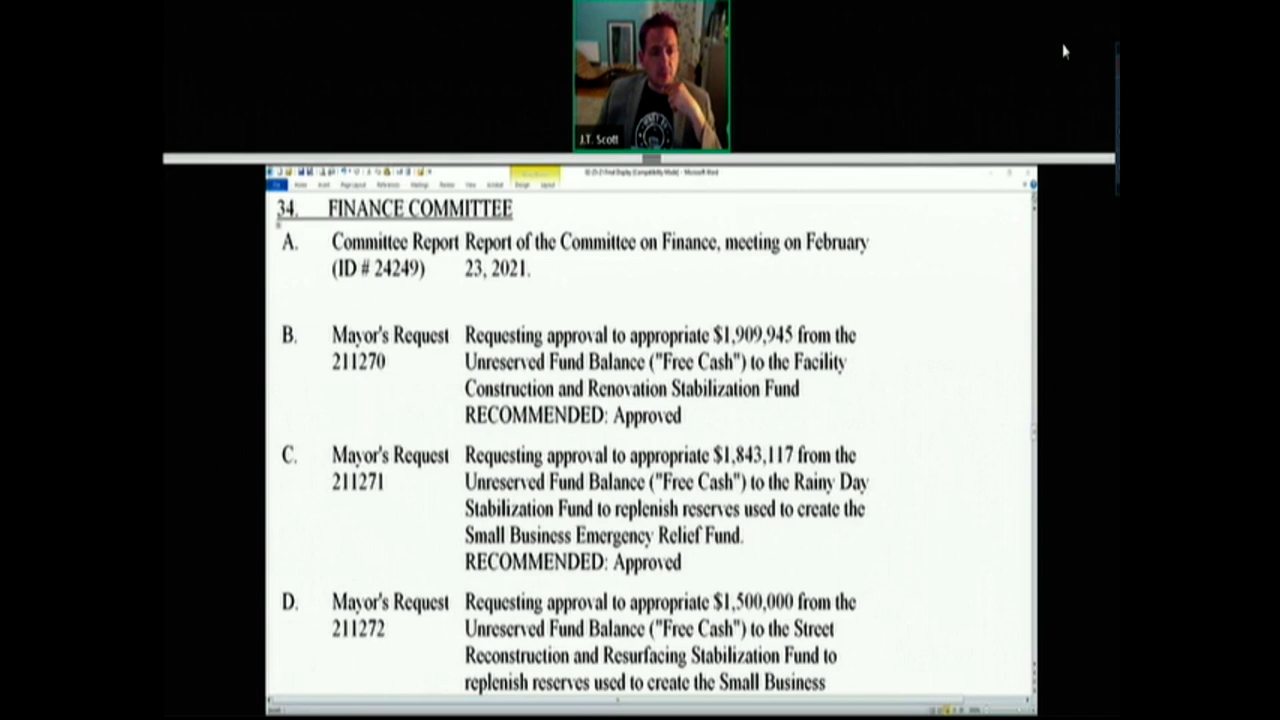 J.T. Scott
34. FINANCE COMMITTEE
A. Committee Report Report of the Committee on Finance, meeting on February
(ID # 24249) 23, 2021.
B. Mayor's Request Requesting approval to appropriate $1,909,945 from the
211270 Unreserved Fund Balance ("Free Cash") to the Facility
Construction and Renovation Stabilization Fund
RECOMMENDED: Approved
C. Mayor's Request Requesting approval to appropriate $1,843,117 from the
211271 Unreserved Fund Balance ("Free Cash") to the Rainy Day
Stabilization Fund to replenish reserves used to create the
Small Business Emergency Relief Fund.
RECOMMENDED: Approved
D. Mayor's Request Requesting approval to appropriate $1,500,000 from the
211272 Unreserved Fund Balance ("Free Cash") to the Street
Reconstruction and Resurfacing Stabilization Fund to
replenish reserves used to create the Small Business